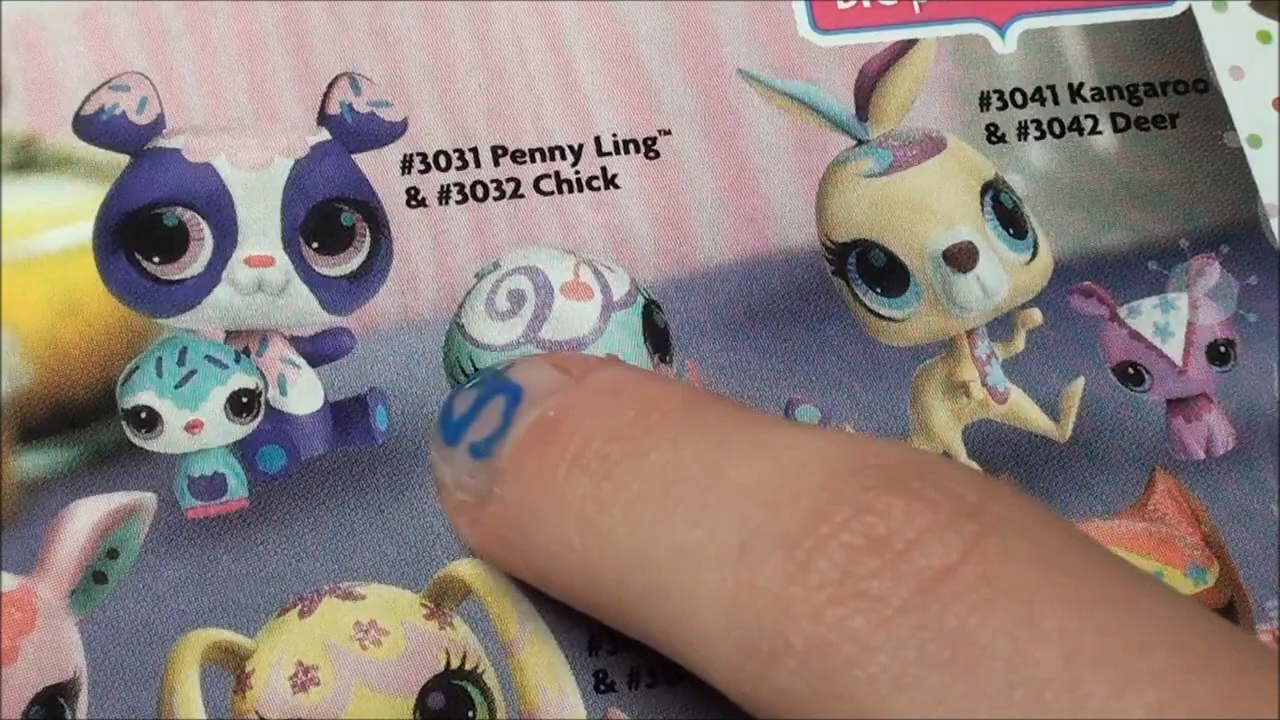 #3031 Penny Ling™
& #3032 Chick
#3041 Kangaroo
& #3042 Deer
S